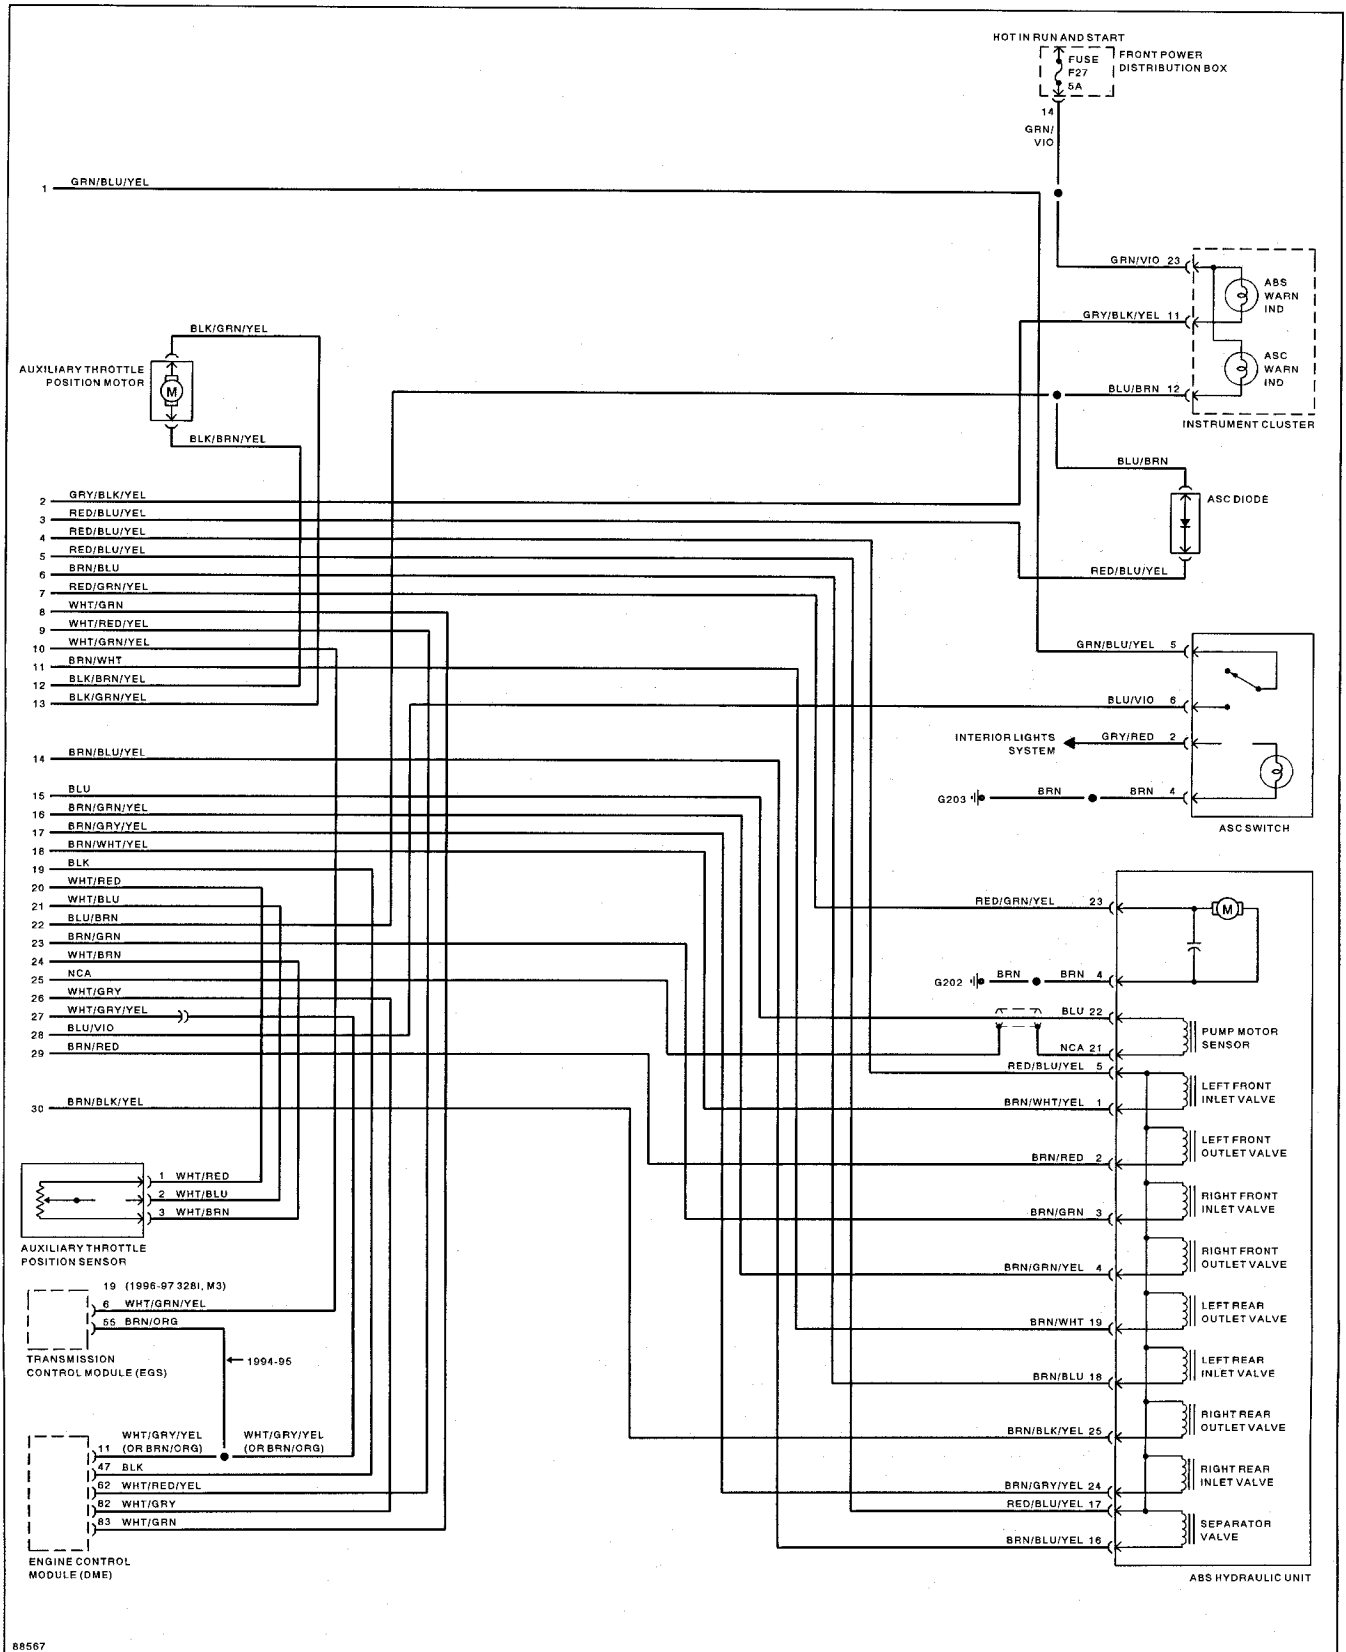 HOT IN RUN AND START
FUSE
F27
5A
FRONT POWER
DISTRIBUTION BOX
14
GRN/
VIO
1 GRN/BLU/YEL
GRN/VIO 23
ABS
WARN
IND
GRY/BLK/YEL 11
ASC
WARN
IND
BLU/BRN 12
INSTRUMENT CLUSTER
BLK/GRN/YEL
AUXILIARY THROTTLE
POSITION MOTOR
M
BLK/BRN/YEL
BLU/BRN
ASC DIODE
RED/BLU/YEL
2 GRY/BLK/YEL
3 RED/BLU/YEL
4 RED/BLU/YEL
5 RED/BLU/YEL
6 BRN/BLU
7 RED/GRN/YEL
8 WHT/GRN
9 WHT/RED/YEL
10 WHT/GRN/YEL
11 BRN/WHT
12 BLK/BRN/YEL
13 BLK/GRN/YEL
14 BRN/BLU/YEL
15 BLU
16 BRN/GRN/YEL
17 BRN/GRY/YEL
18 BRN/WHT/YEL
19 BLK
20 WHT/RED
21 WHT/BLU
22 BLU/BRN
23 BRN/GRN
24 WHT/BRN
25 NCA
26 WHT/GRY
27 WHT/GRY/YEL
28 BLU/VIO
29 BRN/RED
30 BRN/BLK/YEL
GRN/BLU/YEL 5
BLU/VIO 6
INTERIOR LIGHTS
SYSTEM
GRY/RED 2
G203
BRN
BRN 4
ASC SWITCH
RED/GRN/YEL 23
M
G202
BRN
BRN 4
BLU 22
PUMP MOTOR
SENSOR
NCA 21
RED/BLU/YEL 5
LEFT FRONT
INLET VALVE
BRN/WHT/YEL 1
LEFT FRONT
OUTLET VALVE
BRN/RED 2
RIGHT FRONT
INLET VALVE
BRN/GRN 3
RIGHT FRONT
OUTLET VALVE
BRN/GRN/YEL 4
LEFT REAR
OUTLET VALVE
BRN/WHT 19
LEFT REAR
INLET VALVE
BRN/BLU 18
RIGHT REAR
OUTLET VALVE
BRN/BLK/YEL 25
RIGHT REAR
INLET VALVE
BRN/GRY/YEL 24
RED/BLU/YEL 17
SEPARATOR
VALVE
BRN/BLU/YEL 16
ABS HYDRAULIC UNIT
1 WHT/RED
2 WHT/BLU
3 WHT/BRN
AUXILIARY THROTTLE
POSITION SENSOR
19 (1996-97 328I, M3)
6 WHT/GRN/YEL
55 BRN/ORG
TRANSMISSION
CONTROL MODULE (EGS)
1994-95
WHT/GRY/YEL
(OR BRN/ORG)
WHT/GRY/YEL
(OR BRN/ORG)
11
47 BLK
62 WHT/RED/YEL
82 WHT/GRY
83 WHT/GRN
ENGINE CONTROL
MODULE (DME)
88567